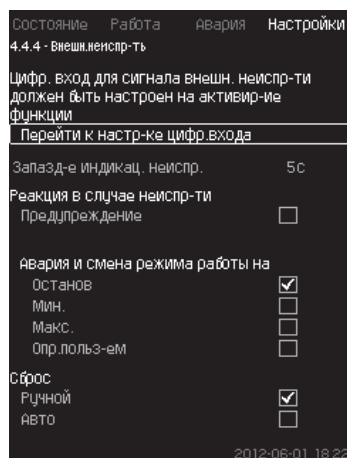 Состояние Работа Авария Настройки
4.4.4 - Внешн.неиспр-ть
Цифр. вход для сигнала внешн. неиспр-ти
должен быть настроен на активир-ие
функции
Перейти к настр-ке цифр.входа
Запазд-е индикац. неиспр. 5с
Реакция в случае неиспр-ти
Предупреждение
Авария и смена режима работы на
Останов
Мин.
Макс.
Опр.польз-ем
Сброс
Ручной
Авто
2012-06-01 18:22